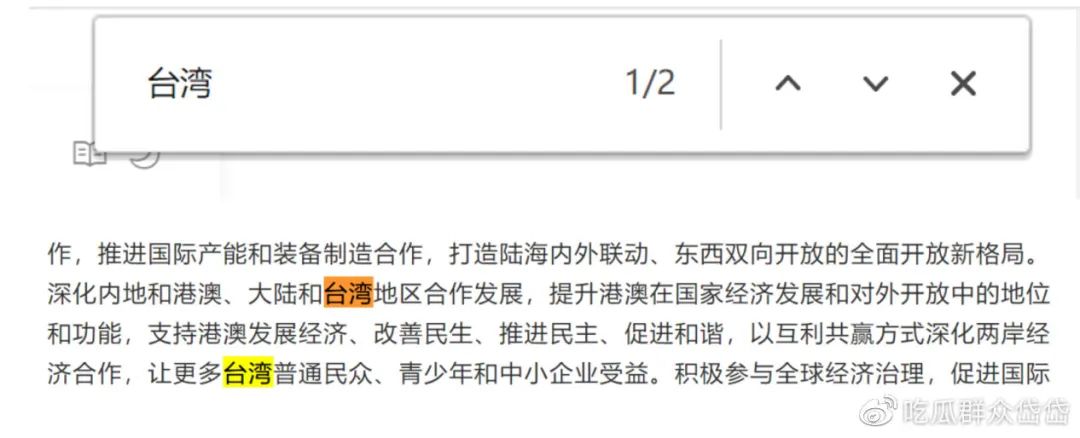 台湾 1/2
作，推进国际产能和装备制造合作，打造陆海内外联动、东西双向开放的全面开放新格局。
深化内地和港澳、大陆和台湾地区合作发展，提升港澳在国家经济发展和对外开放中的地位
和功能，支持港澳发展经济、改善民生、推进民主、促进和谐，以互利共赢方式深化两岸经
济合作，让更多台湾普通民众、青少年和中小企业受益。积极参与全球经济治理，促进国际
吃瓜群众岱岱